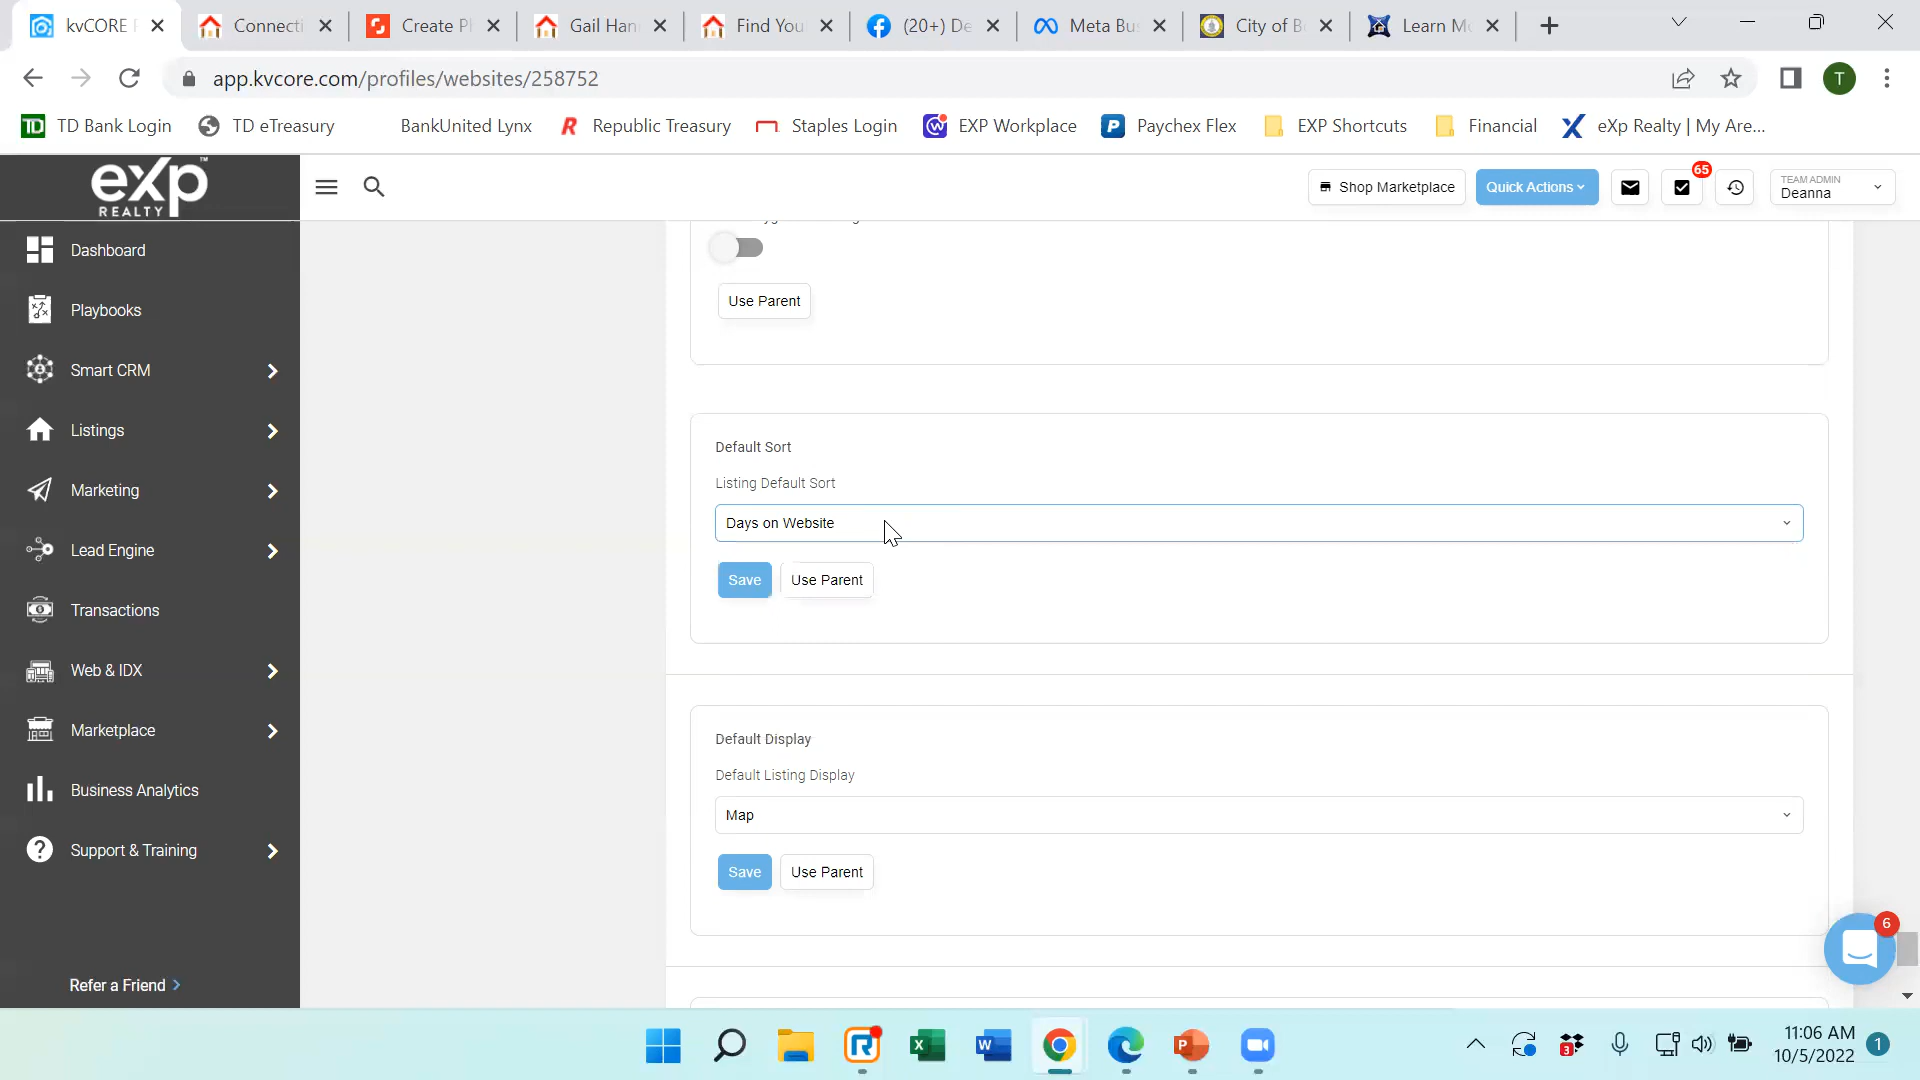 kvCORE
Connecti
Create Pl
Gail Han
Find You
(20+) De
Meta Bus
City of B
Learn Mo
app.kvcore.com/profiles/websites/258752
T
TD Bank Login
TD eTreasury
BankUnited Lynx
Republic Treasury
Staples Login
EXP Workplace
Paychex Flex
EXP Shortcuts
Financial
eXp Realty | My Are...
eXp REALTY
Shop Marketplace
Quick Actions
65
TEAM ADMIN
Deanna
Dashboard
Playbooks
Smart CRM
Listings
Marketing
Lead Engine
Transactions
Web & IDX
Marketplace
Business Analytics
Support & Training
Refer a Friend
Use Parent
Default Sort
Listing Default Sort
Days on Website
Save
Use Parent
Default Display
Default Listing Display
Map
Save
Use Parent
6
3
11:06 AM
10/5/2022
1